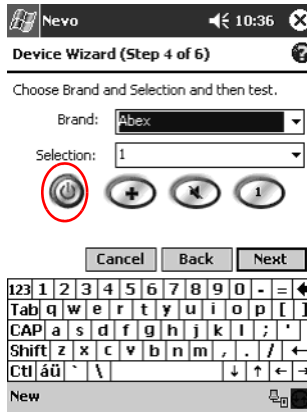 Nevo 10:36
Device Wizard (Step 4 of 6)
Choose Brand and Selection and then test.
Brand: Abex
Selection: 1
1
Cancel Back Next
123 1 2 3 4 5 6 7 8 9 0 - =
Tab q w e r t y u i o p [ ]
CAP a s d f g h j k l ; '
Shift z x c v b n m , . /
Ctl áü ` \
New